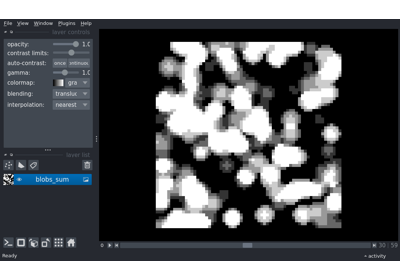 File View Window Plugins Help
layer controls
opacity: 1.0
contrast limits:
auto-contrast: once
gamma: 1.0
colormap: gra
blending: translu
interpolation: nearest
layer list
blobs_sum
0 30 59
Ready activity